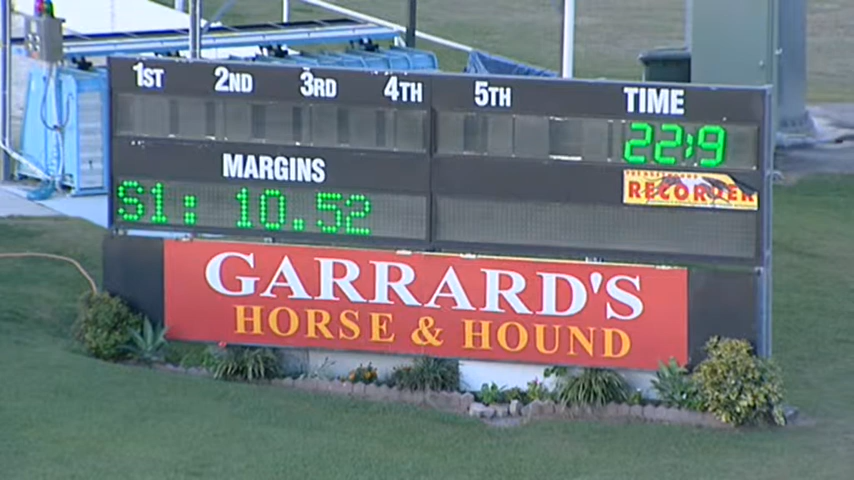 1ST 2ND 3RD 4TH 5TH TIME
22:9
MARGINS
RECORDER
S1: 10.52
GARRARD'S
HORSE & HOUND